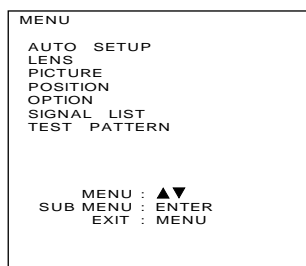 MENU
AUTO SETUP
LENS
PICTURE
POSITION
OPTION
SIGNAL LIST
TEST PATTERN
MENU : ▲▼
SUB MENU : ENTER
EXIT : MENU